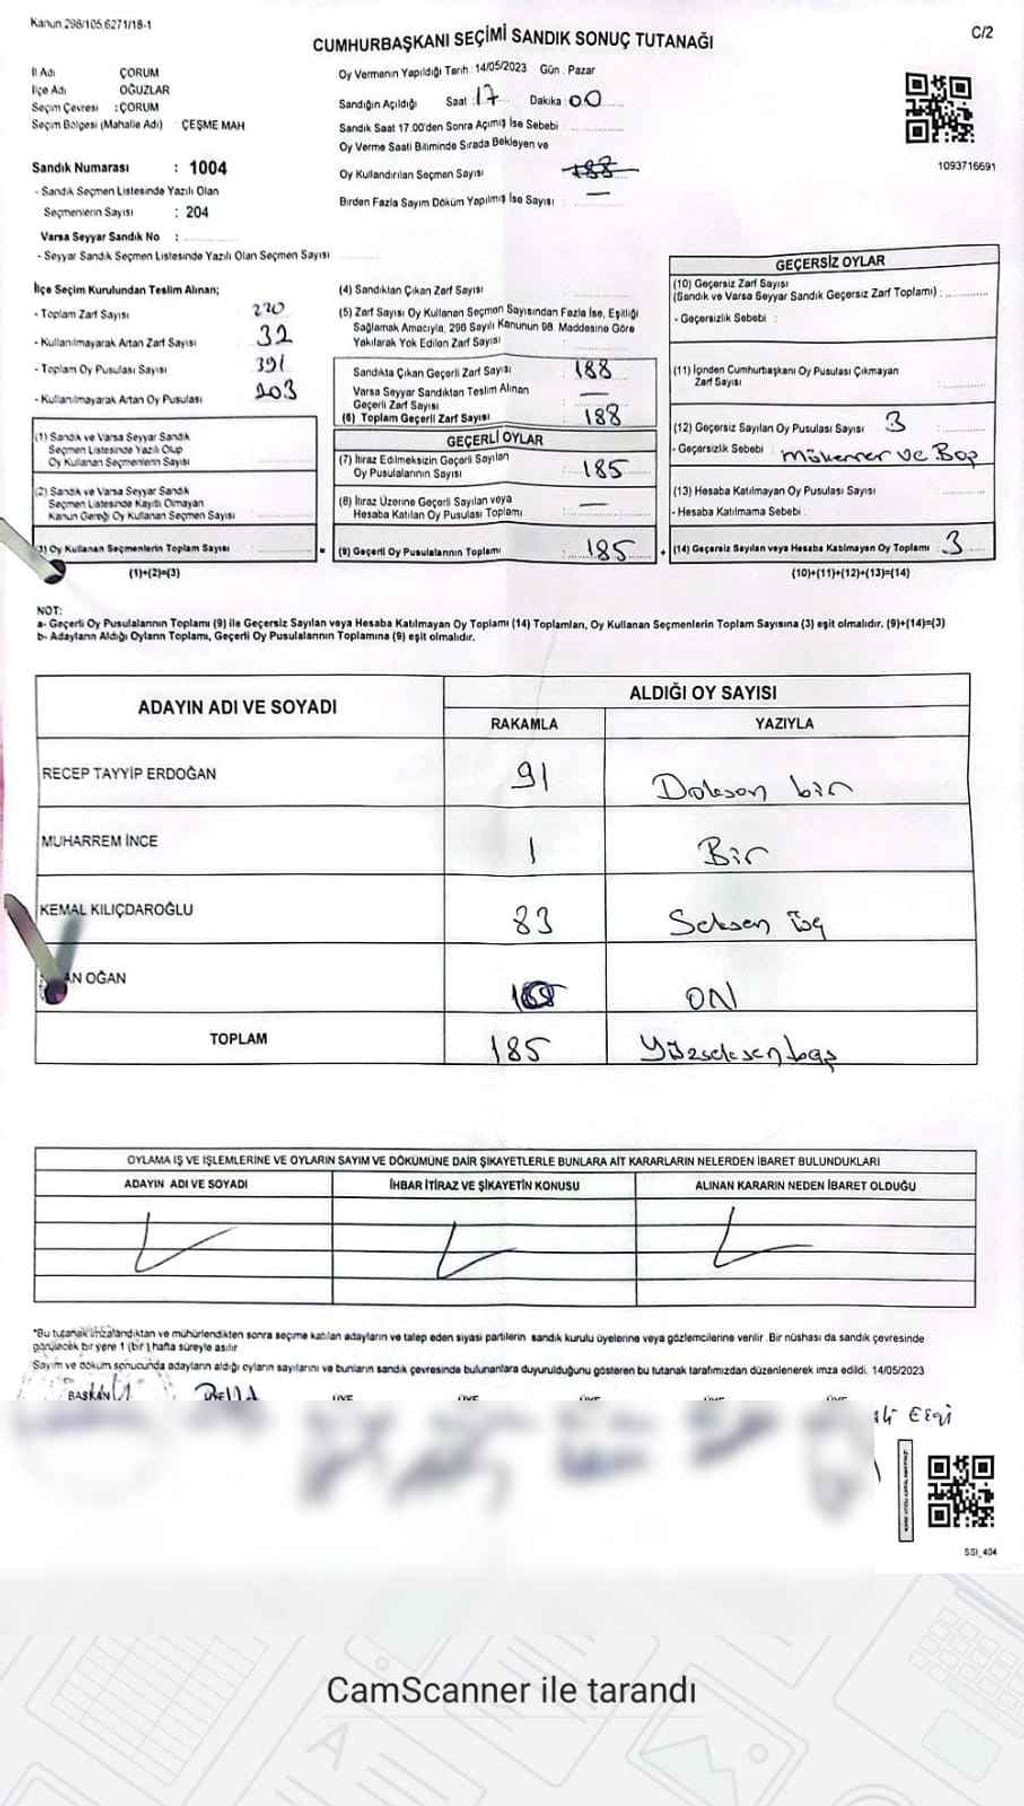 Kanun 298/105.6271/18-1
C/2
CUMHURBAŞKANI SEÇİMİ SANDIK SONUÇ TUTANAĞI
İl Adı ÇORUM
İlçe Adı OĞUZLAR
Seçim Çevresi : ÇORUM
Seçim Bölgesi (Mahalle Adı) ÇEŞME MAH
Oy Vermenin Yapıldığı Tarih : 14/05/2023 Gün : Pazar
Sandığın Açıldığı Saat : 17 Dakika : 00
Sandık Saat 17.00'den Sonra Açımış İse Sebebi
Oy Verme Saati Bitiminde Sırada Bekleyen ve
Oy Kullandırılan Seçmen Sayısı 188
Birden Fazla Sayım Döküm Yapılmış İse Sayısı : —
1093716691
Sandık Numarası : 1004
- Sandık Seçmen Listesinde Yazılı Olan
Seçmenlerin Sayısı : 204
Varsa Seyyar Sandık No :
- Seyyar Sandık Seçmen Listesinde Yazılı Olan Seçmen Sayısı
İlçe Seçim Kurulundan Teslim Alınan;
- Toplam Zarf Sayısı 220
- Kullanılmayarak Artan Zarf Sayısı 32
- Toplam Oy Pusulası Sayısı 391
- Kullanılmayarak Artan Oy Pusulası 203
(1) Sandık ve Varsa Seyyar Sandık
Seçmen Listesinde Yazılı Olup
Oy Kullanan Seçmenlerin Sayısı
(2) Sandık ve Varsa Seyyar Sandık
Seçmen Listesinde Kayıtlı Olmayan
Kanun Gereği Oy Kullanan Seçmen Sayısı
(3) Oy Kullanan Seçmenlerin Toplam Sayısı =
(1)+(2)=(3)
(4) Sandıktan Çıkan Zarf Sayısı :
(5) Zarf Sayısı Oy Kullanan Seçmen Sayısından Fazla İse, Eşitliği
Sağlamak Amacıyla, 298 Sayılı Kanunun 98. Maddesine Göre
Yakılarak Yok Edilen Zarf Sayısı
Sandıkta Çıkan Geçerli Zarf Sayısı : 188
Varsa Seyyar Sandıktan Teslim Alınan
Geçerli Zarf Sayısı : —
(6) Toplam Geçerli Zarf Sayısı : 188
GEÇERLİ OYLAR
(7) İtiraz Edilmeksizin Geçerli Sayılan
Oy Pusulalarının Sayısı : 185
(8) İtiraz Üzerine Geçerli Sayılan veya
Hesaba Katılan Oy Pusulası Toplamı : —
(9) Geçerli Oy Pusulalarının Toplamı : 185 +
GEÇERSİZ OYLAR
(10) Geçersiz Zarf Sayısı
(Sandık ve Varsa Seyyar Sandık Geçersiz Zarf Toplamı) :
- Geçersizlik Sebebi :
(11) İçinden Cumhurbaşkanı Oy Pusulası Çıkmayan
Zarf Sayısı :
(12) Geçersiz Sayılan Oy Pusulası Sayısı 3
- Geçersizlik Sebebi Mükerrer ve Boş
(13) Hesaba Katılmayan Oy Pusulası Sayısı
- Hesaba Katılmama Sebebi :
(14) Geçersiz Sayılan veya Hesaba Katılmayan Oy Toplamı 3
(10)+(11)+(12)+(13)=(14)
NOT:
a- Geçerli Oy Pusulalarının Toplamı (9) ile Geçersiz Sayılan veya Hesaba Katılmayan Oy Toplamı (14) Toplamları, Oy Kullanan Seçmenlerin Toplam Sayısına (3) eşit olmalıdır. (9)+(14)=(3)
b- Adayların Aldığı Oyların Toplamı, Geçerli Oy Pusulalarının Toplamına (9) eşit olmalıdır.
ADAYIN ADI VE SOYADI
ALDIĞI OY SAYISI
RAKAMLA YAZIYLA
RECEP TAYYİP ERDOĞAN 91 Doksan bir
MUHARREM İNCE 1 Bir
KEMAL KILIÇDAROĞLU 83 Seksen üç
AN OĞAN ON
TOPLAM 185 Yüzseksenbeş
OYLAMA İŞ VE İŞLEMLERİNE VE OYLARIN SAYIM VE DÖKÜMÜNE DAİR ŞİKAYETLERLE BUNLARA AİT KARARLARIN NELERDEN İBARET BULUNDUKLARI
ADAYIN ADI VE SOYADI İHBAR İTİRAZ VE ŞİKAYETİN KONUSU ALINAN KARARIN NEDEN İBARET OLDUĞU
*Bu tutanak imzalandıktan ve mühürlendikten sonra seçime katılan adayların ve talep eden siyasi partilerin sandık kurulu üyelerine veya gözlemcilerine verilir. Bir nüshası da sandık çevresinde
görülecek bir yere 1 (bir) hafta süreyle asılır
Sayım ve döküm sonucunda adayların aldığı oyların sayılarını ve bunların sandık çevresinde bulunanlara duyurulduğunu gösteren bu tutanak tarafımızdan düzenlenerek imza edildi. 14/05/2023
BAŞKAN
SSI_404
CamScanner ile tarandı